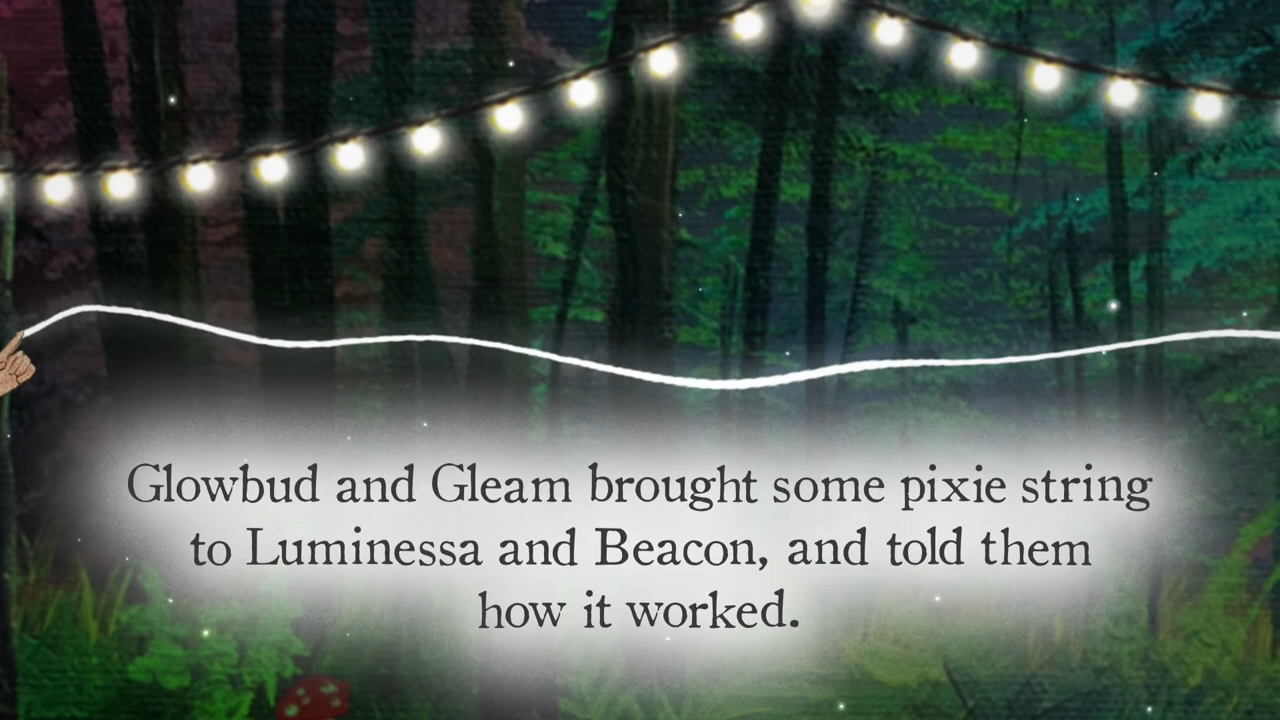 Glowbud and Gleam brought some pixie string
to Luminessa and Beacon, and told them
how it worked.